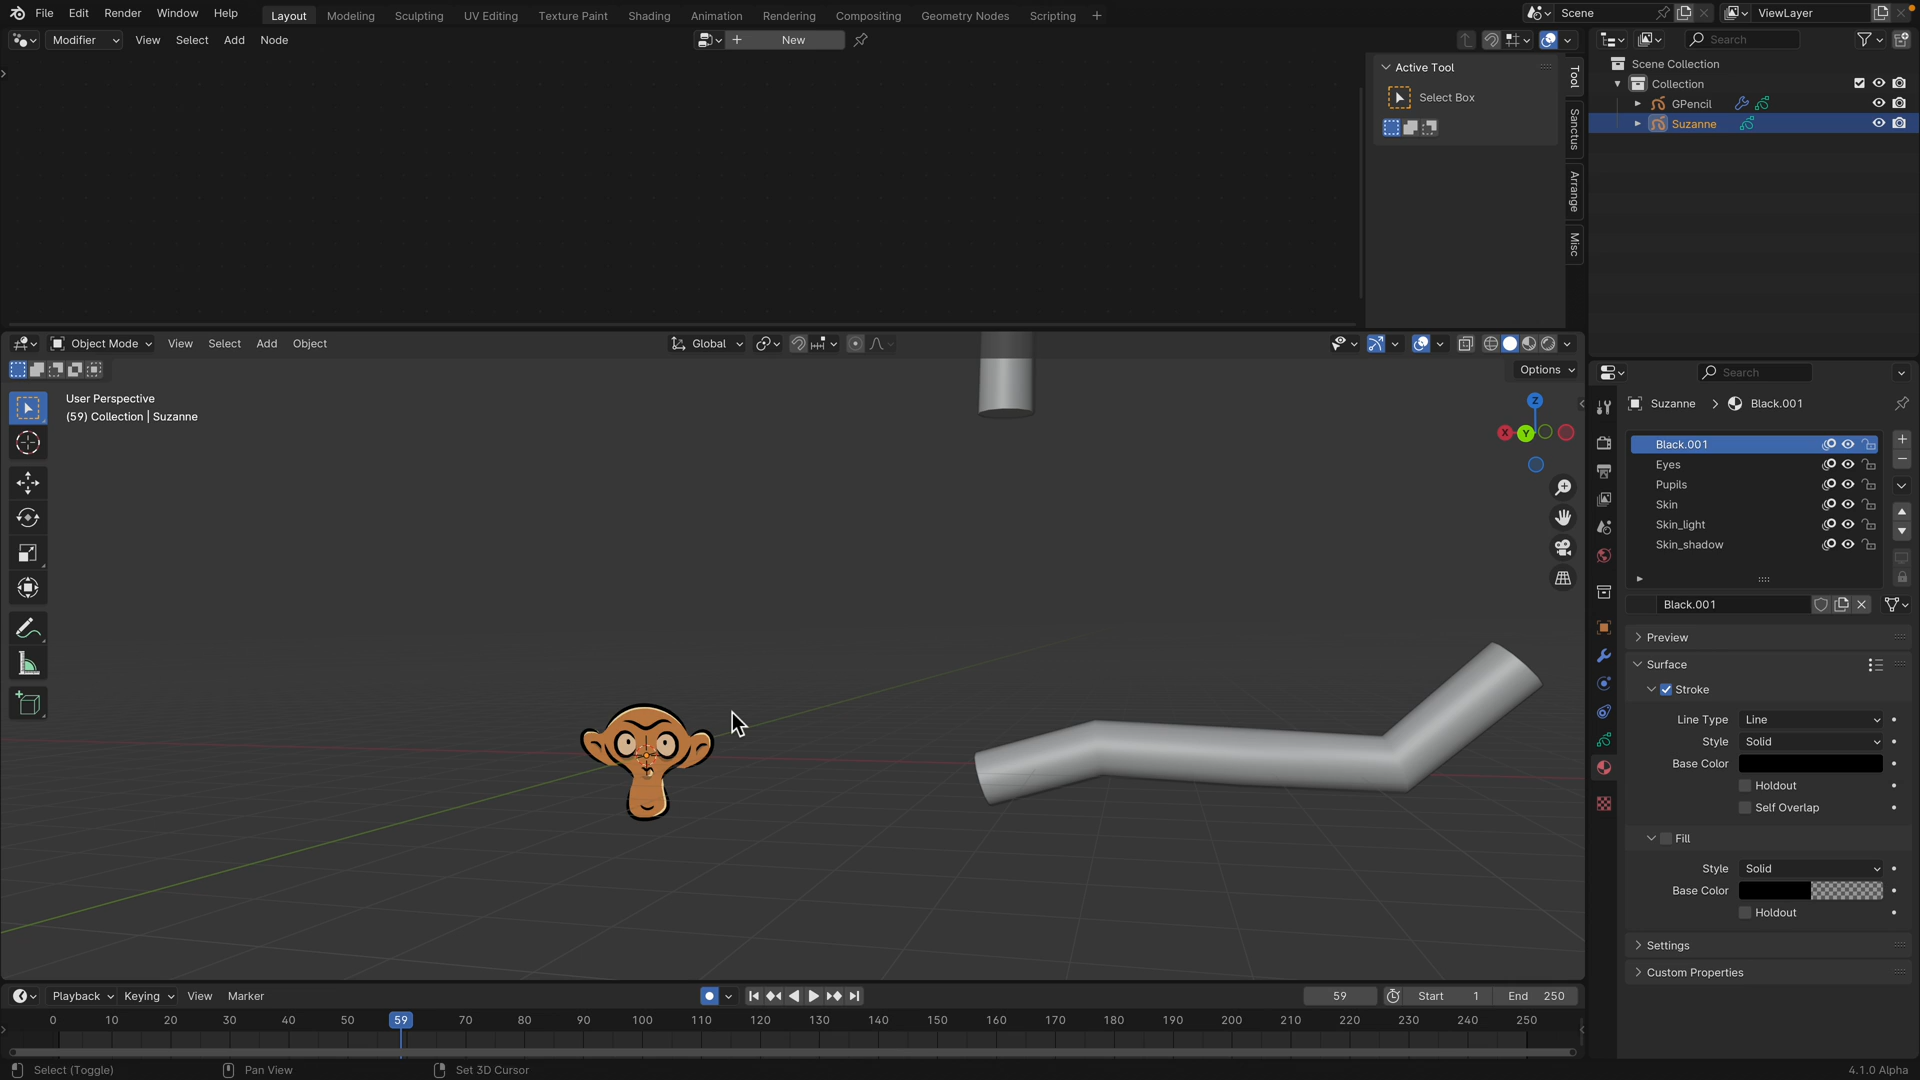 File Edit Render Window Help Layout Modeling Sculpting UV Editing Texture Paint Shading Animation Rendering Compositing Geometry Nodes Scripting + Scene ViewLayer
Modifier View Select Add Node New Search
Active Tool
Select Box
Tool
Sanctus
Arrange
Misc
Scene Collection
Collection
GPencil
Suzanne
Object Mode View Select Add Object Global
Options
User Perspective
(59) Collection | Suzanne
Z
X
Y
Search
Suzanne > Black.001
Black.001
Eyes
Pupils
Skin
Skin_light
Skin_shadow
Black.001
Preview
Surface
Stroke
Line Type Line
Style Solid
Base Color
Holdout
Self Overlap
Fill
Style Solid
Base Color
Holdout
Settings
Custom Properties
Playback Keying View Marker 59 Start 1 End 250
0 10 20 30 40 50 59 70 80 90 100 110 120 130 140 150 160 170 180 190 200 210 220 230 240 250
Select (Toggle) Pan View Set 3D Cursor 4.1.0 Alpha